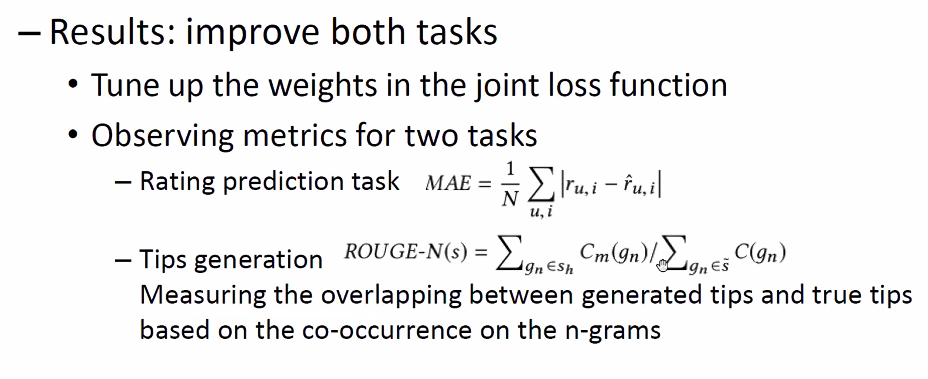 – Results: improve both tasks
• Tune up the weights in the joint loss function
• Observing metrics for two tasks
– Rating prediction task MAE = \frac{1}{N} \sum_{u,i} |r_{u,i} - \hat{r}_{u,i}|
– Tips generation ROUGE-N(s) = \sum_{g_n \in s_h} C_m(g_n) / \sum_{g_n \in \tilde{s}} C(g_n)
Measuring the overlapping between generated tips and true tips
based on the co-occurrence on the n-grams